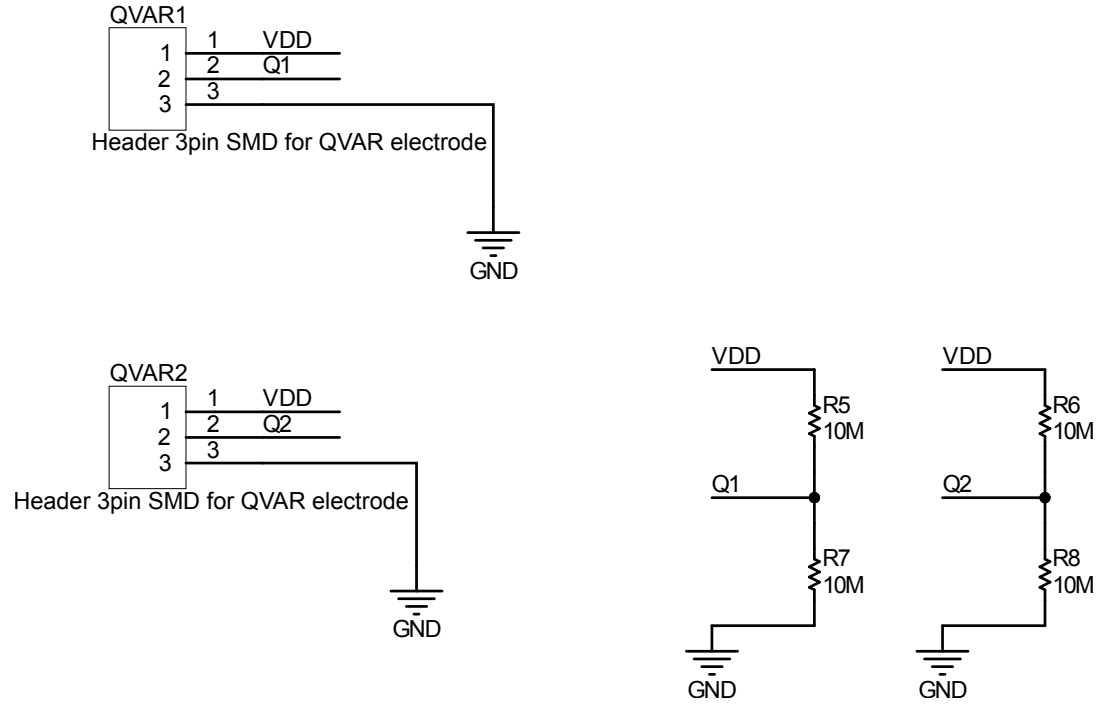 QVAR1
1 1 VDD
2 2 Q1
3 3
Header 3pin SMD for QVAR electrode
GND
QVAR2
1 1 VDD
2 2 Q2
3 3
Header 3pin SMD for QVAR electrode
GND
VDD
R5
10M
Q1
R7
10M
GND
VDD
R6
10M
Q2
R8
10M
GND